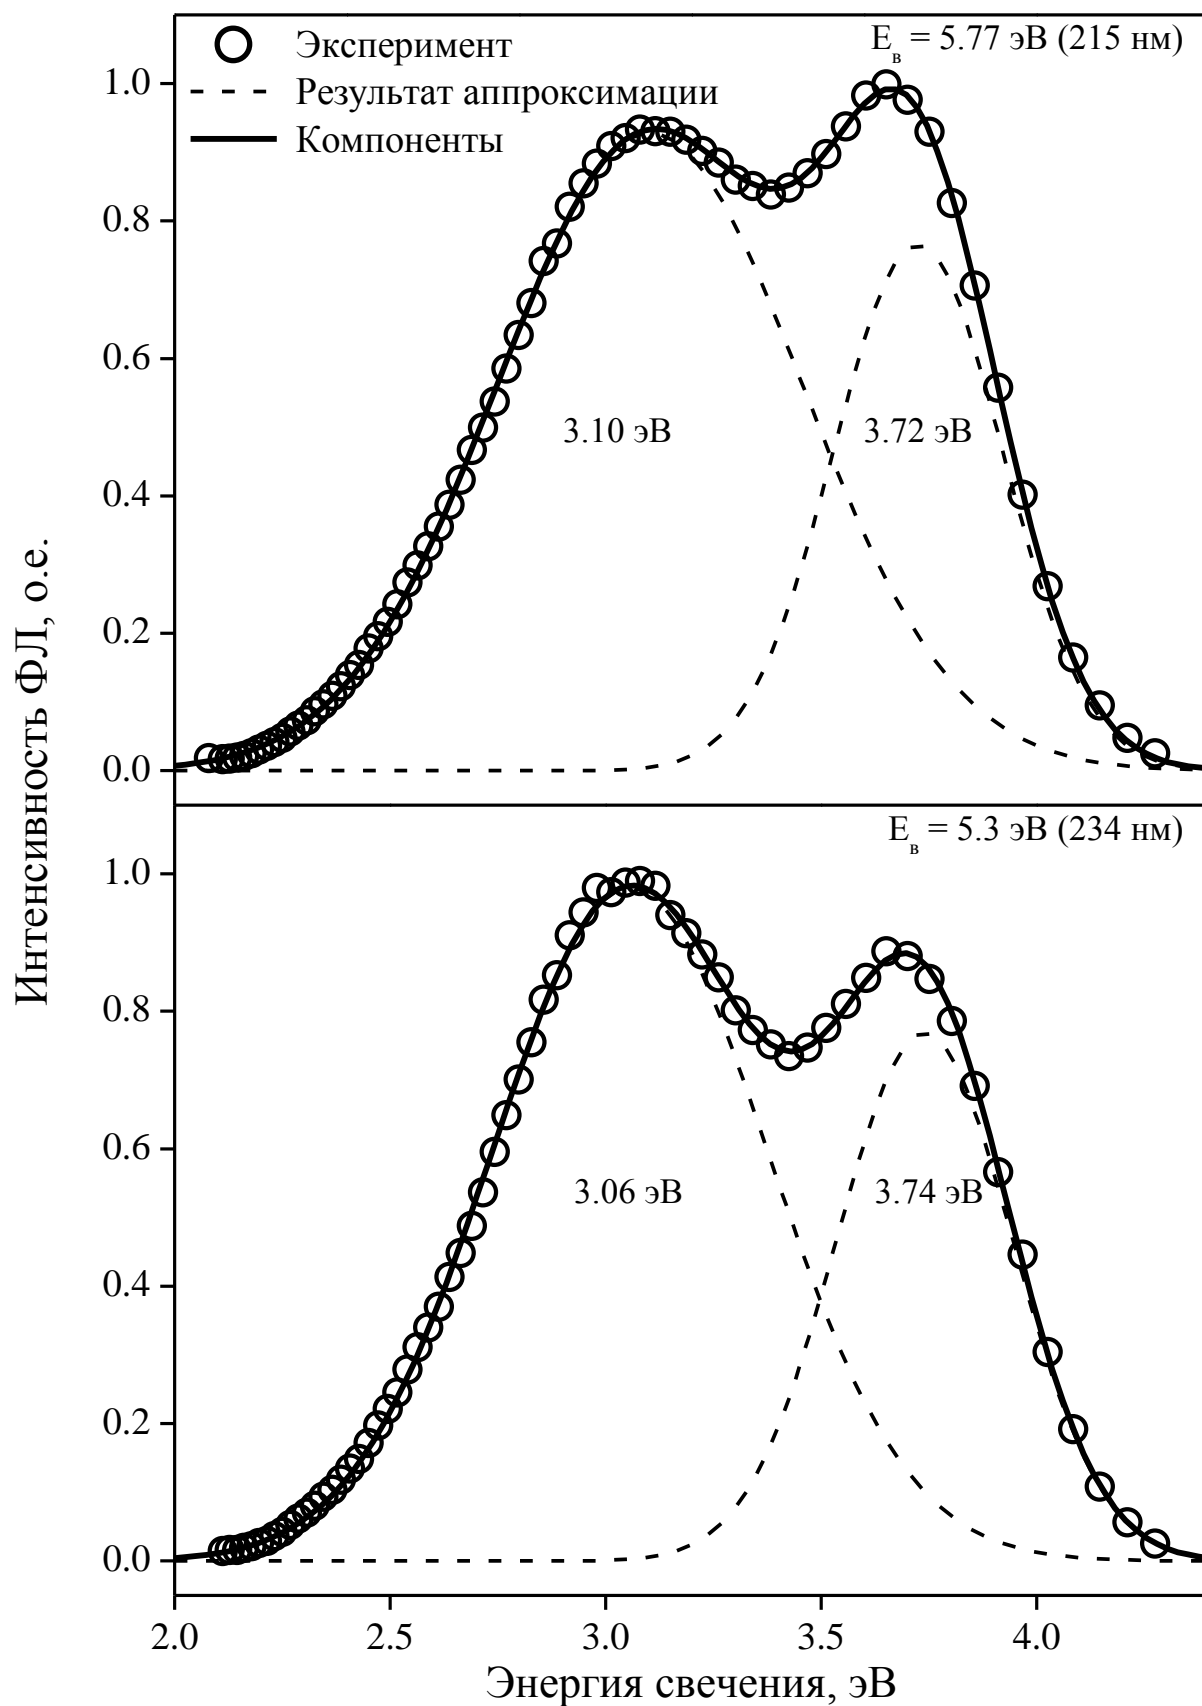 Эксперимент
Результат аппроксимации
Компоненты
Eв = 5.77 эВ (215 нм)
1.0
0.8
0.6
0.4
0.2
0.0
3.10 эВ
3.72 эВ
Интенсивность ФЛ, о.е.
Eв = 5.3 эВ (234 нм)
1.0
0.8
0.6
0.4
0.2
0.0
3.06 эВ
3.74 эВ
2.0 2.5 3.0 3.5 4.0
Энергия свечения, эВ